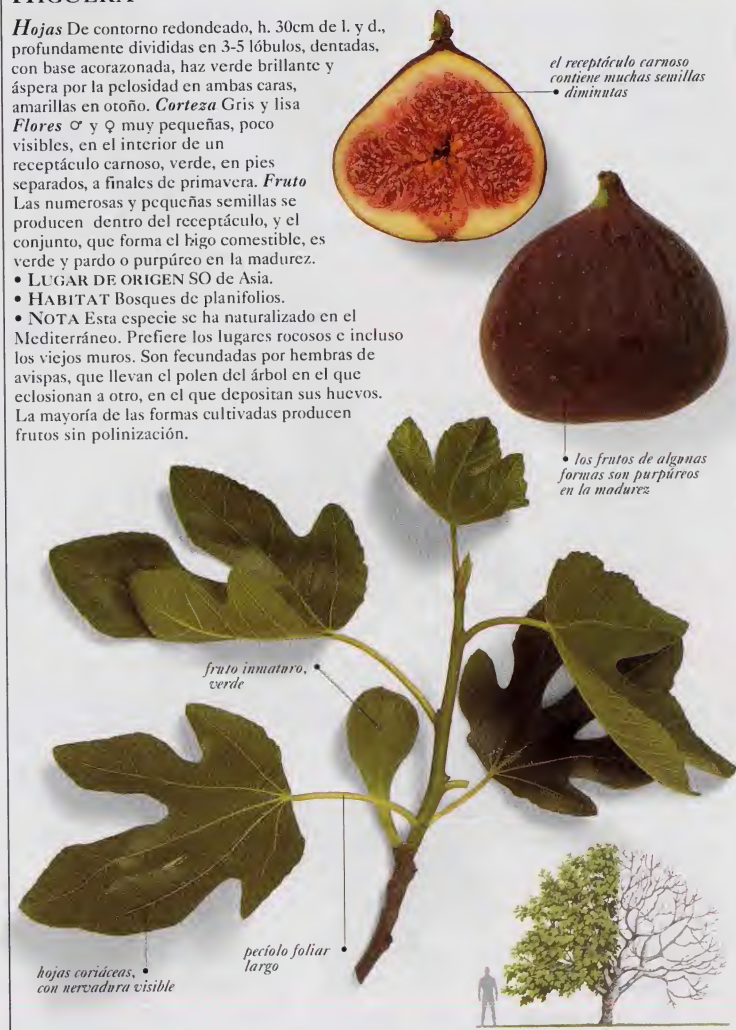 HIGUERA
Hojas De contorno redondeado, h. 30cm de l. y d.,
profundamente divididas en 3-5 lóbulos, dentadas,
con base acorazonada, haz verde brillante y
áspera por la pelosidad en ambas caras,
amarillas en otoño. Corteza Gris y lisa
Flores ♂ y ♀ muy pequeñas, poco
visibles, en el interior de un
receptáculo carnoso, verde, en pies
separados, a finales de primavera. Fruto
Las numerosas y pequeñas semillas se
producen dentro del receptáculo, y el
conjunto, que forma el higo comestible, es
verde y pardo o purpúreo en la madurez.
• LUGAR DE ORIGEN SO de Asia.
• HABITAT Bosques de planifolios.
• NOTA Esta especie se ha naturalizado en el
Mediterráneo. Prefiere los lugares rocosos e incluso
los viejos muros. Son fecundadas por hembras de
avispas, que llevan el polen del árbol en el que
eclosionan a otro, en el que depositan sus huevos.
La mayoría de las formas cultivadas producen
frutos sin polinización.
el receptáculo carnoso
contiene muchas semillas
• diminutas
• los frutos de algunas
formas son purpúreos
en la madurez
fruto inmaturo, •
verde
pecíolo foliar •
largo
hojas coriáceas, •
con nervadura visible